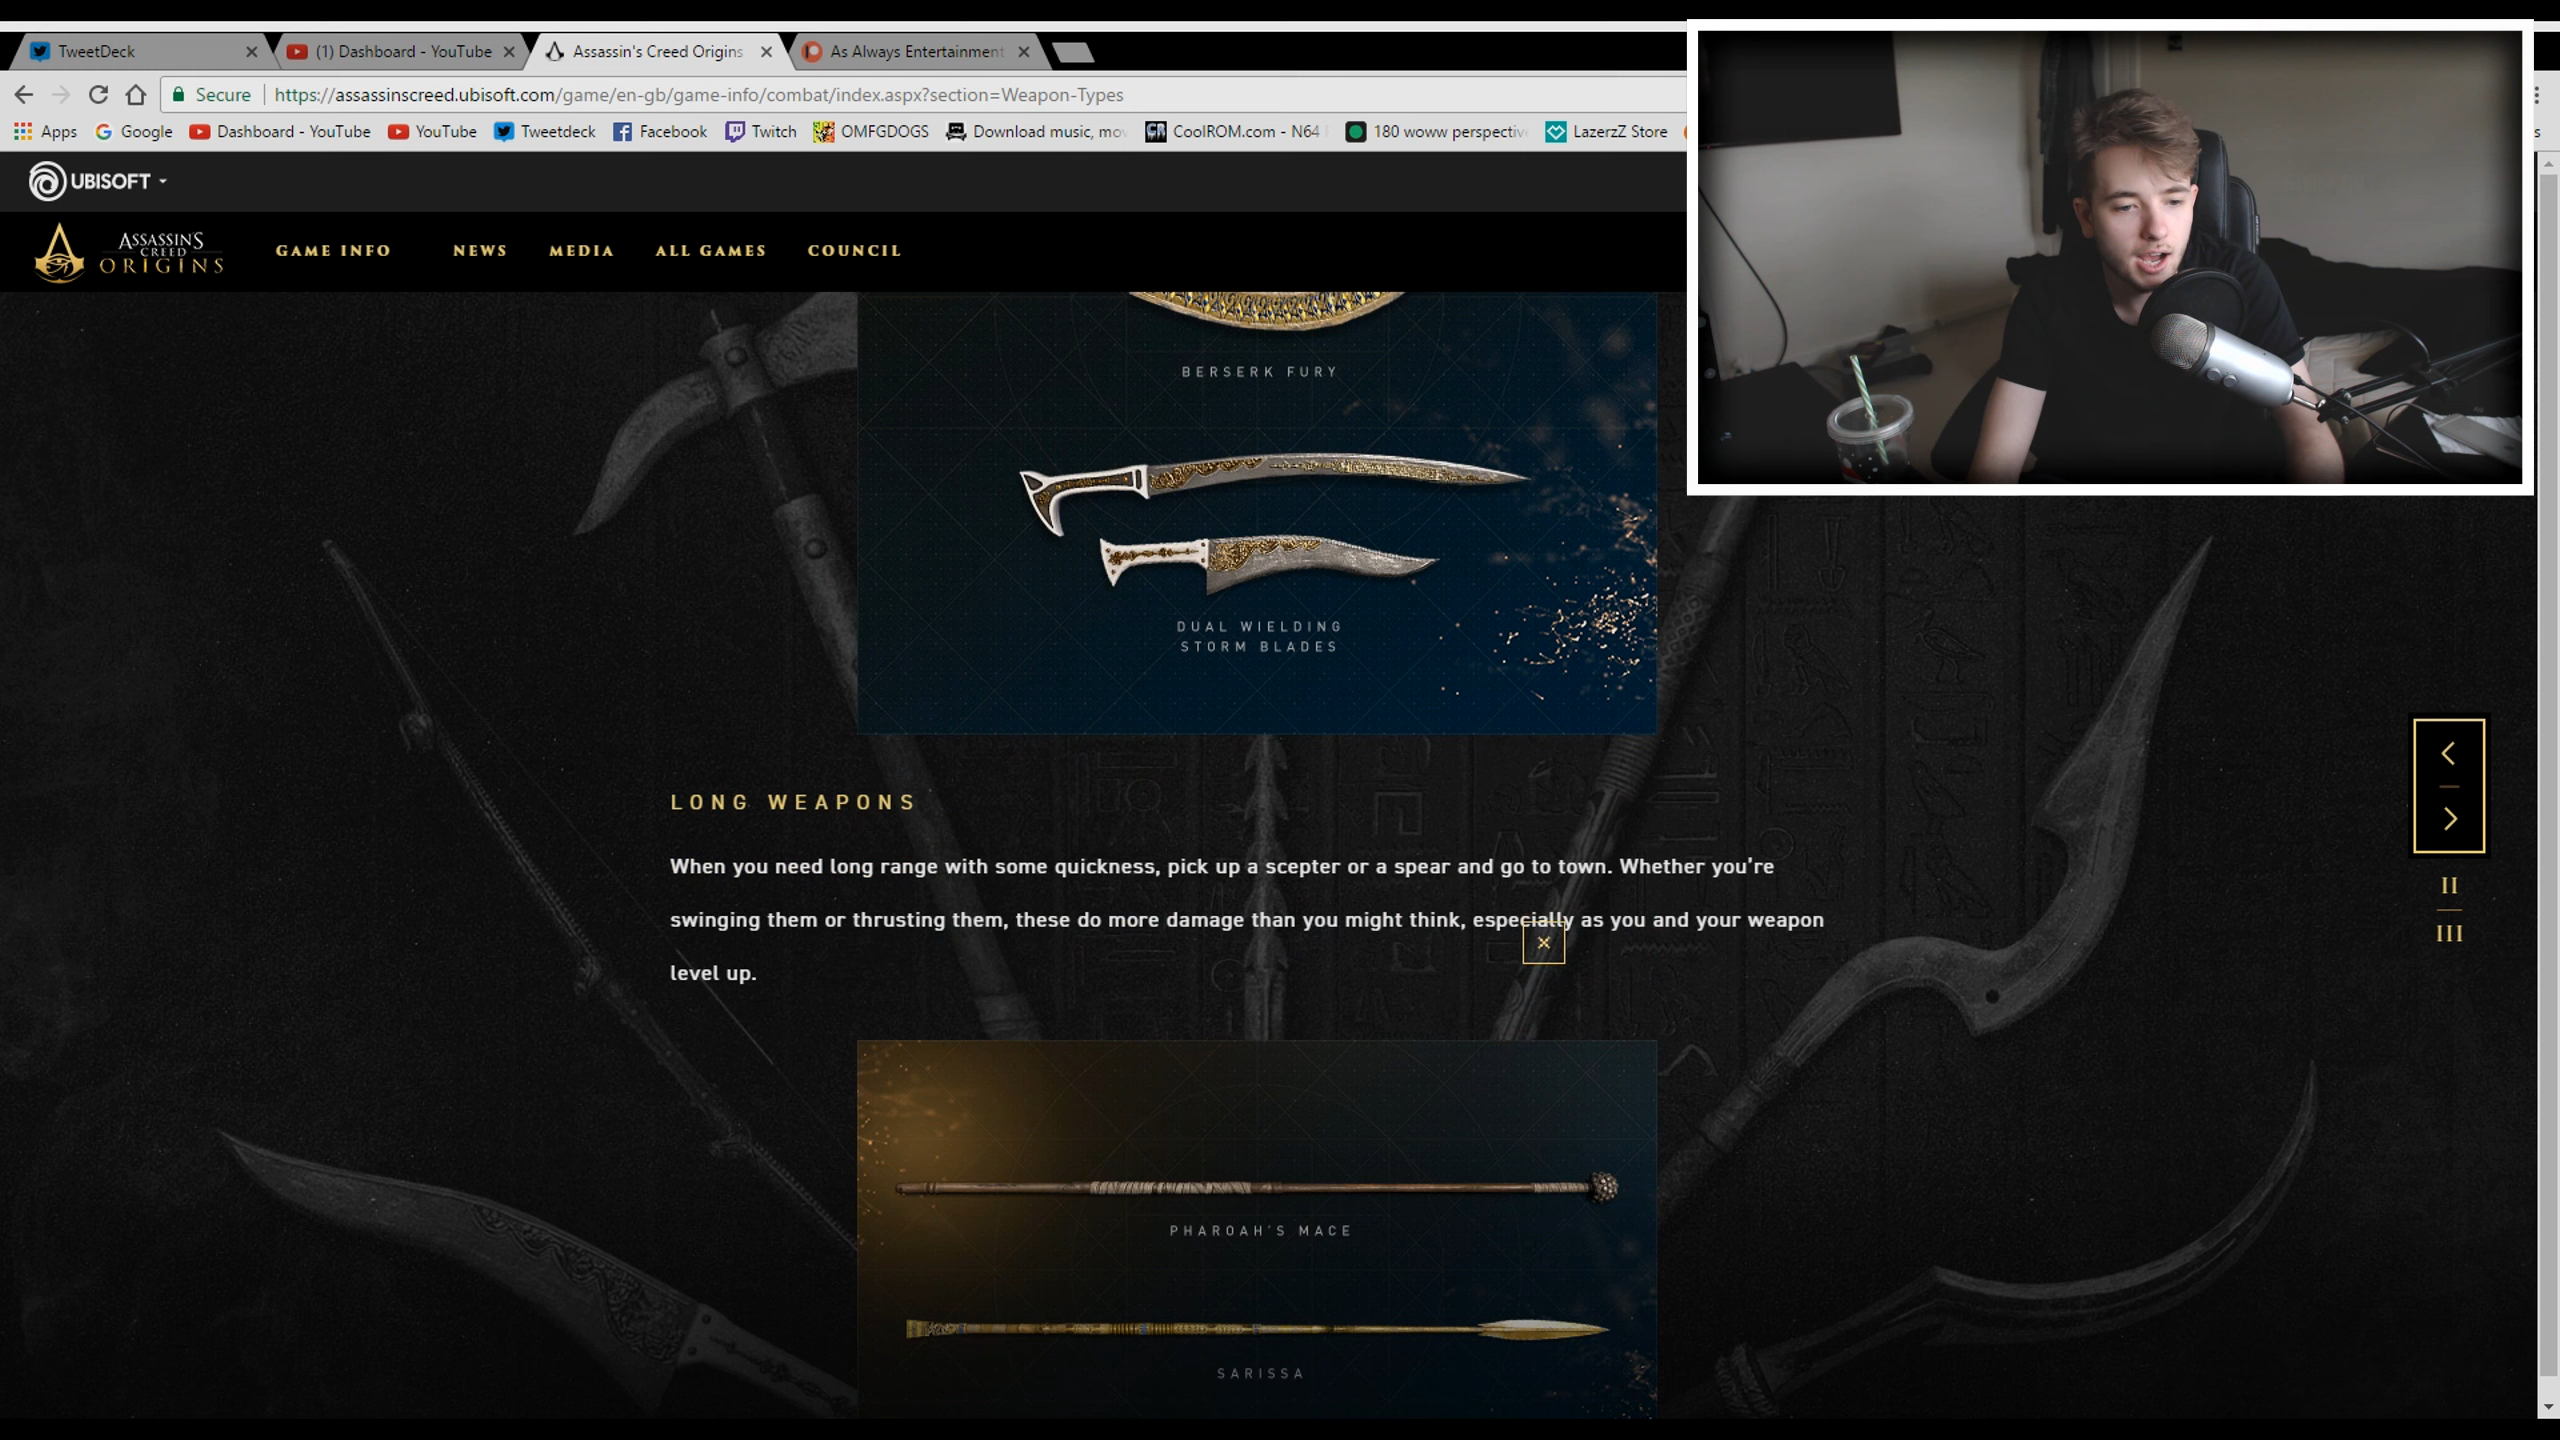 TweetDeck
(1) Dashboard - YouTube
Assassin's Creed Origins
As Always Entertainment
Secure
https://assassinscreed.ubisoft.com/game/en-gb/game-info/combat/index.aspx?section=Weapon-Types
Apps
Google
Dashboard - YouTube
YouTube
Tweetdeck
Facebook
Twitch
OMFGDOGS
Download music, mo
CoolROM.com - N64
180 woww perspectiv
LazerzZ Store
s
UBISOFT
ASSASSIN'S
CREED
ORIGINS
GAME INFO
NEWS
MEDIA
ALL GAMES
COUNCIL
BERSERK FURY
DUAL WIELDING
STORM BLADES
LONG WEAPONS
When you need long range with some quickness, pick up a scepter or a spear and go to town. Whether you're
swinging them or thrusting them, these do more damage than you might think, especially as you and your weapon
level up.
II
III
PHAROAH'S MACE
SARISSA